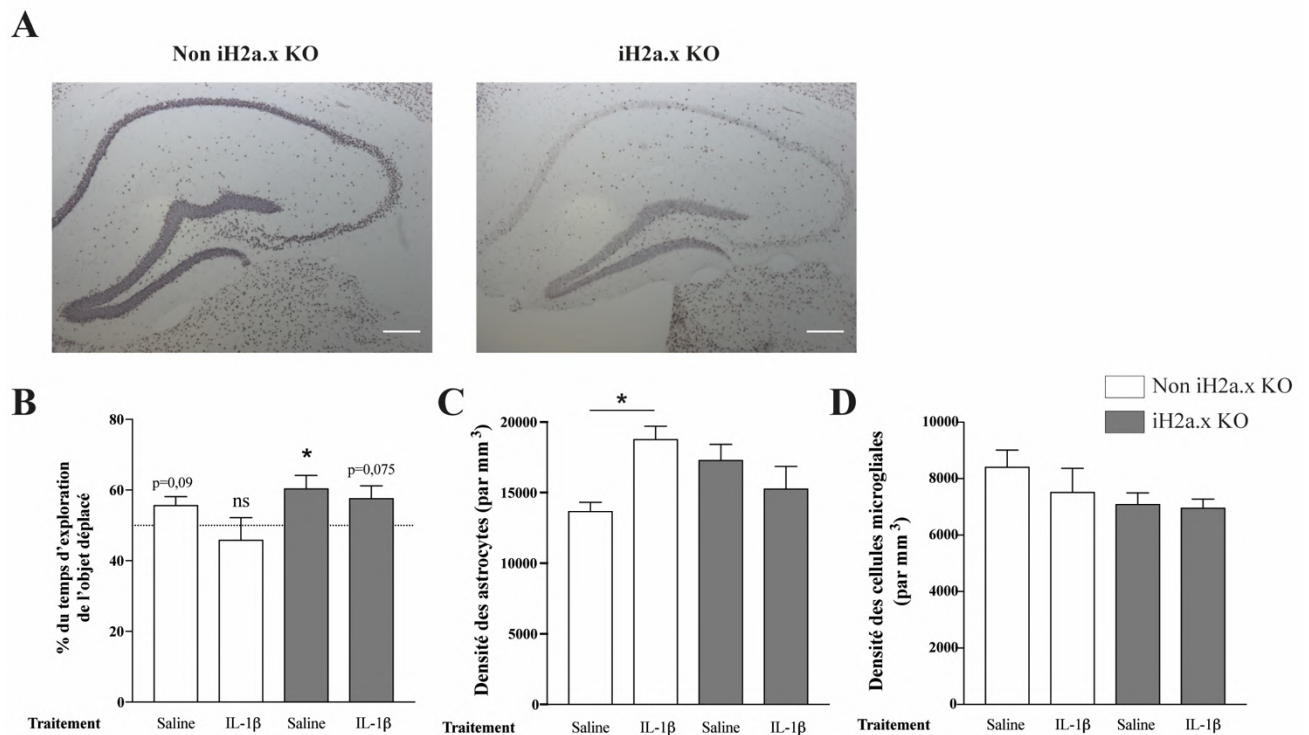 A
Non iH2a.x KO
iH2a.x KO
B
% du temps d'exploration
de l'objet déplacé
80
60
40
20
0
p=0,09
ns
*
p=0,075
Traitement
Saline
IL-1β
Saline
IL-1β
C
Densité des astrocytes (par mm³)
20000
15000
10000
5000
0
*
Traitement
Saline
IL-1β
Saline
IL-1β
D
Non iH2a.x KO
iH2a.x KO
Densité des cellules microgliales
(par mm³)
10000
8000
6000
4000
2000
0
Traitement
Saline
IL-1β
Saline
IL-1β